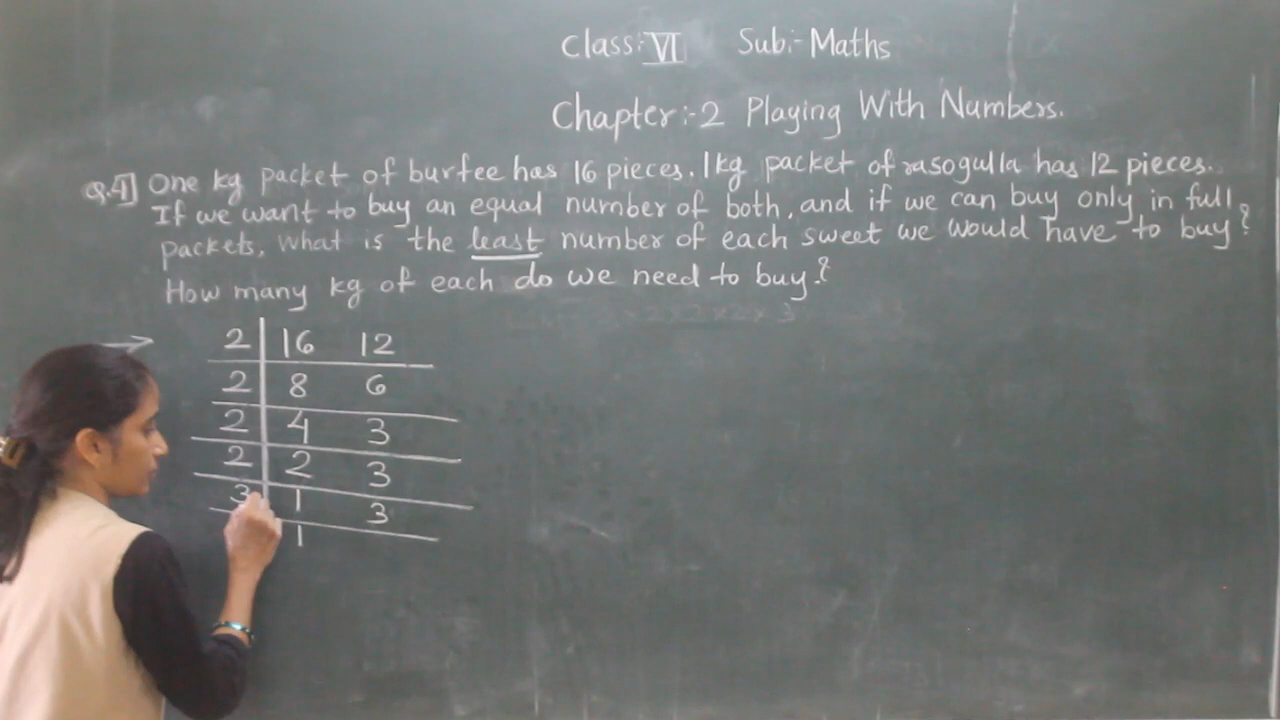 Class:- VI Sub:- Maths
Chapter:-2 Playing With Numbers.
Q.4] One kg packet of burfee has 16 pieces. 1kg packet of rasogulla has 12 pieces.
If we want to buy an equal number of both, and if we can buy only in full
packets, what is the least number of each sweet we would have to buy?
How many kg of each do we need to buy?
→ 2 | 16 12
2 | 8 6
2 | 4 3
2 | 2 3
3 | 1 3
1